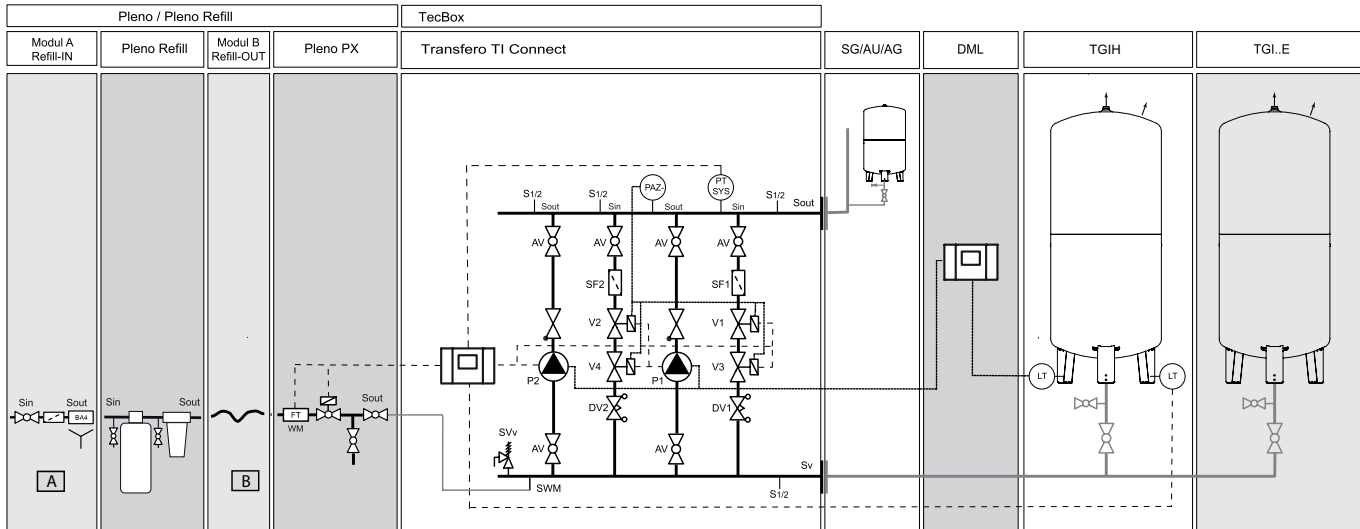 Pleno / Pleno Refill
TecBox
Modul A
Refill-IN
Pleno Refill
Modul B
Refill-OUT
Pleno PX
Transfero TI Connect
SG/AU/AG
DML
TGIH
TGI..E
PAZ-
PT
SYS
S1/2
S1/2
S1/2
Sout
Sin
Sout
Sin
Sout
AV
AV
AV
AV
SF2
SF1
V2
V1
V4
V3
P2
P1
LT
LT
DV2
DV1
Sin
Sout
BA4
Sin
Sout
Sout
FT
WM
SVv
AV
AV
Sv
A
B
SWM
S1/2